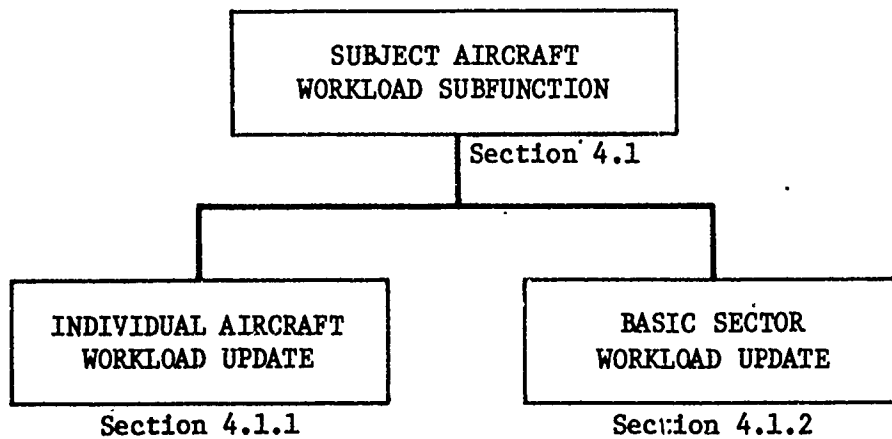 SUBJECT AIRCRAFT
WORKLOAD SUBFUNCTION
Section 4.1
INDIVIDUAL AIRCRAFT
WORKLOAD UPDATE
Section 4.1.1
BASIC SECTOR
WORKLOAD UPDATE
Section 4.1.2